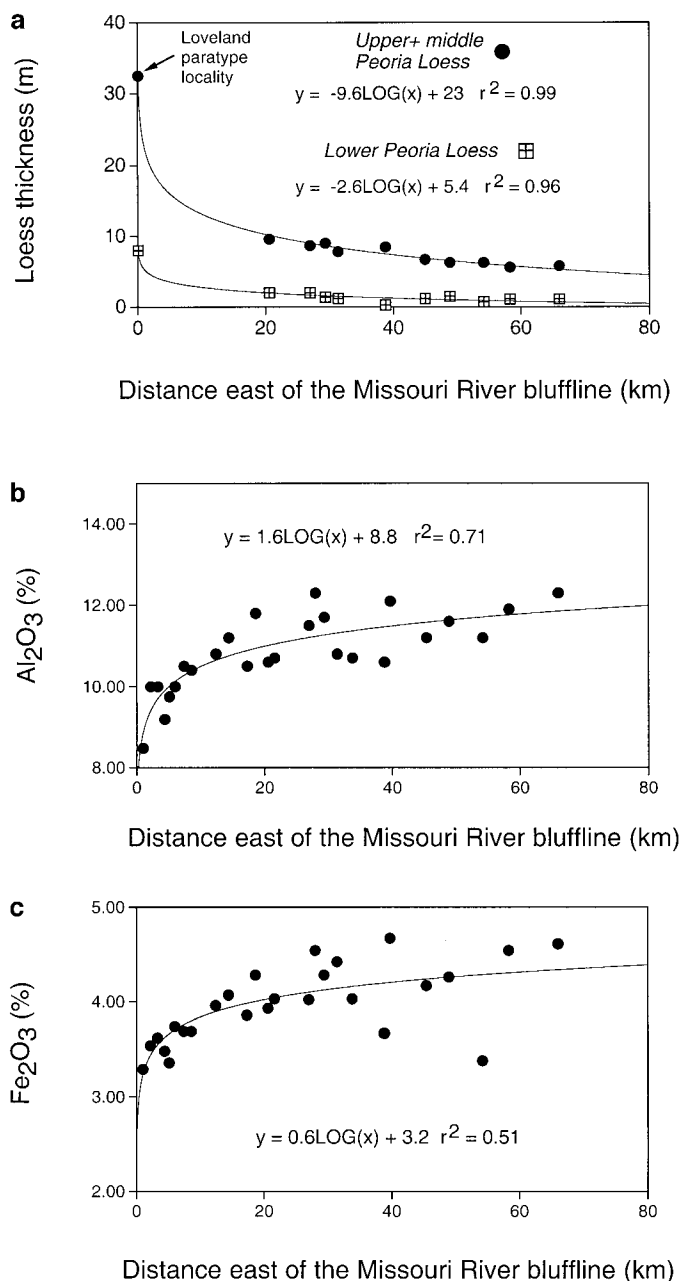 a
Loess thickness (m)
40
30
20
10
0
Loveland
paratype
locality
Upper+ middle
Peoria Loess
y = -9.6LOG(x) + 23 r2 = 0.99
Lower Peoria Loess
y = -2.6LOG(x) + 5.4 r2 = 0.96
0 20 40 60 80
Distance east of the Missouri River bluffline (km)
b
Al2O3 (%)
14.00
12.00
10.00
8.00
y = 1.6LOG(x) + 8.8 r2= 0.71
0 20 40 60 80
Distance east of the Missouri River bluffline (km)
c
Fe2O3 (%)
5.00
4.00
3.00
2.00
y = 0.6LOG(x) + 3.2 r2 = 0.51
0 20 40 60 80
Distance east of the Missouri River bluffline (km)